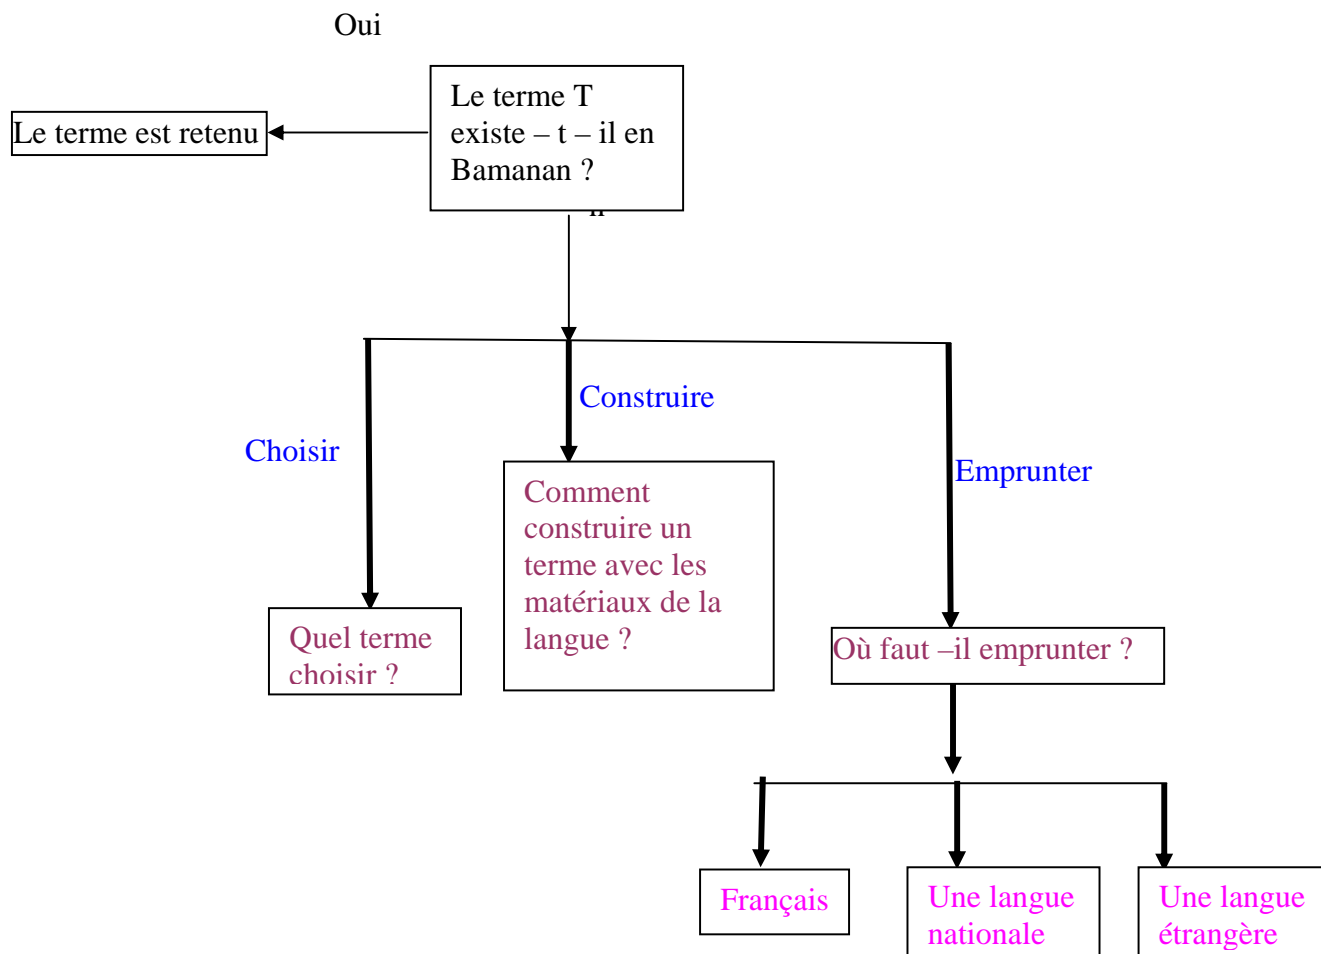 Oui
Le terme T
existe – t – il en
Bamanan ?
Le terme est retenu
Construire
Choisir
Emprunter
Comment
construire un
terme avec les
matériaux de la
langue ?
Quel terme
choisir ?
Où faut –il emprunter ?
Français
Une langue
nationale
Une langue
étrangère